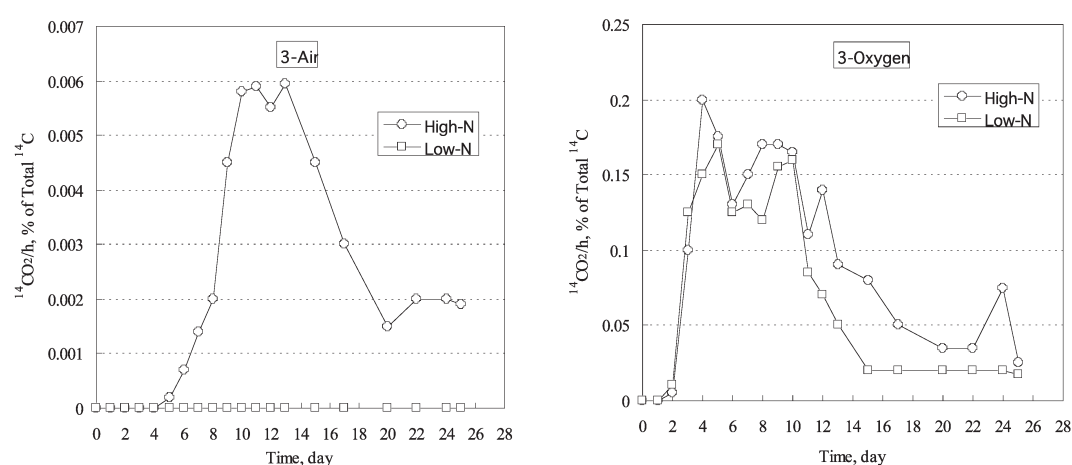 3-Air
¹⁴CO₂/h, % of Total ¹⁴C
0.007
0.006
0.005
0.004
0.003
0.002
0.001
0
High-N
Low-N
0 2 4 6 8 10 12 14 16 18 20 22 24 26 28
Time, day
3-Oxygen
¹⁴CO₂/h, % of Total ¹⁴C
0.25
0.2
0.15
0.1
0.05
0
High-N
Low-N
0 2 4 6 8 10 12 14 16 18 20 22 24 26 28
Time, day